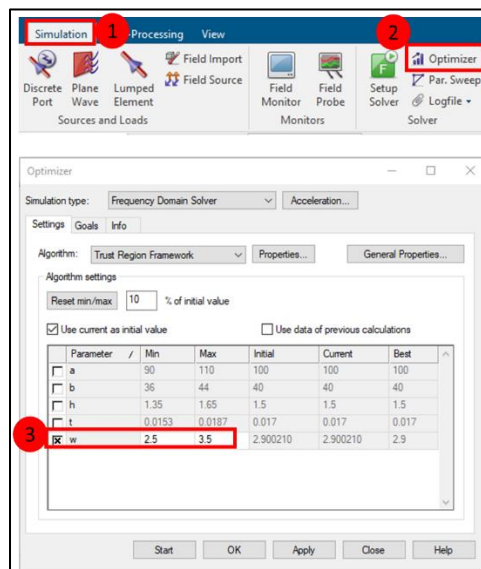 Simulation 1 -Processing View 2
Field Import
Field Source
Optimizer
Par. Sweep
Logfile
Discrete Port
Plane Wave
Lumped Element
Field Monitor
Field Probe
Setup Solver
Sources and Loads Monitors Solver
Optimizer
Simulation type: Frequency Domain Solver Acceleration...
Settings Goals Info
Algorithm: Trust Region Framework Properties... General Properties...
Algorithm settings
Reset min/max 10 % of initial value
Use current as initial value Use data of previous calculations
Parameter / Min Max Initial Current Best
a 90 110 100 100 100
b 36 44 40 40 40
h 1.35 1.65 1.5 1.5 1.5
t 0.0153 0.0187 0.017 0.017 0.017
3 w 2.5 3.5 2.900210 2.900210 2.9
Start OK Apply Close Help